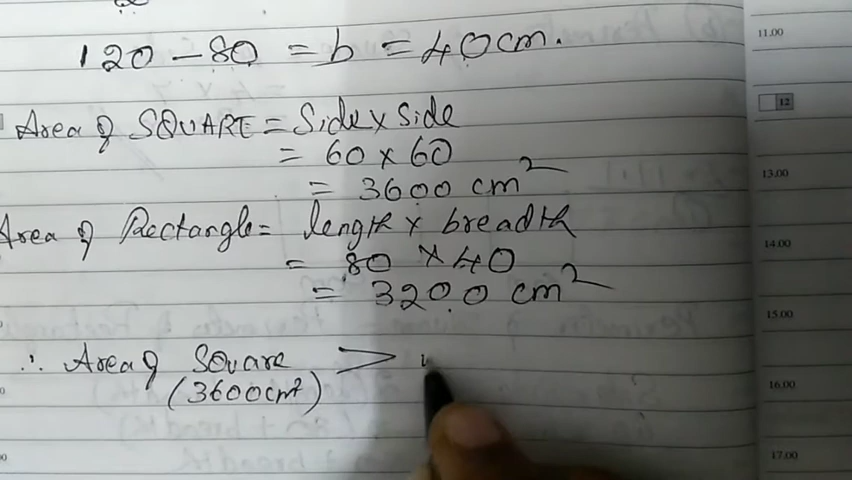 120 - 80 = b = 40cm.
Area of SQUARE = Side x side
= 60 x 60
= 3600 cm²
Area of Rectangle = length x breadth
= 80 x 40
= 3200 cm²
∴ Area of Square >
(3600cm²)
11.00
12
13.00
14.00
15.00
16.00
17.00